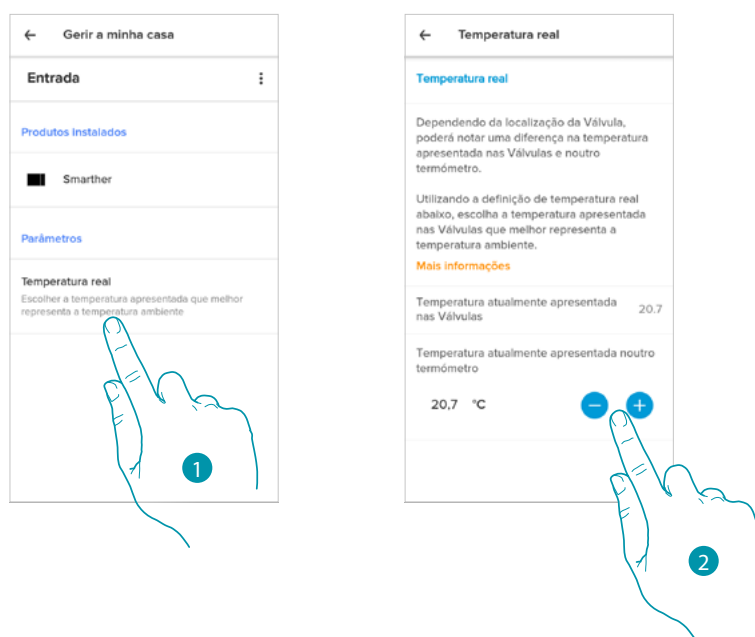 Gerir a minha casa
Entrada
Produtos instalados
Smarther
Parâmetros
Temperatura real
Escolher a temperatura apresentada que melhor
representa a temperatura ambiente
1
Temperatura real
Temperatura real
Dependendo da localização da Válvula,
poderá notar uma diferença na temperatura
apresentada nas Válvulas e noutro
termómetro.
Utilizando a definição de temperatura real
abaixo, escolha a temperatura apresentada
nas Válvulas que melhor representa a
temperatura ambiente.
Mais informações
Temperatura atualmente apresentada
nas Válvulas
20.7
Temperatura atualmente apresentada noutro
termómetro
20,7 °C
2